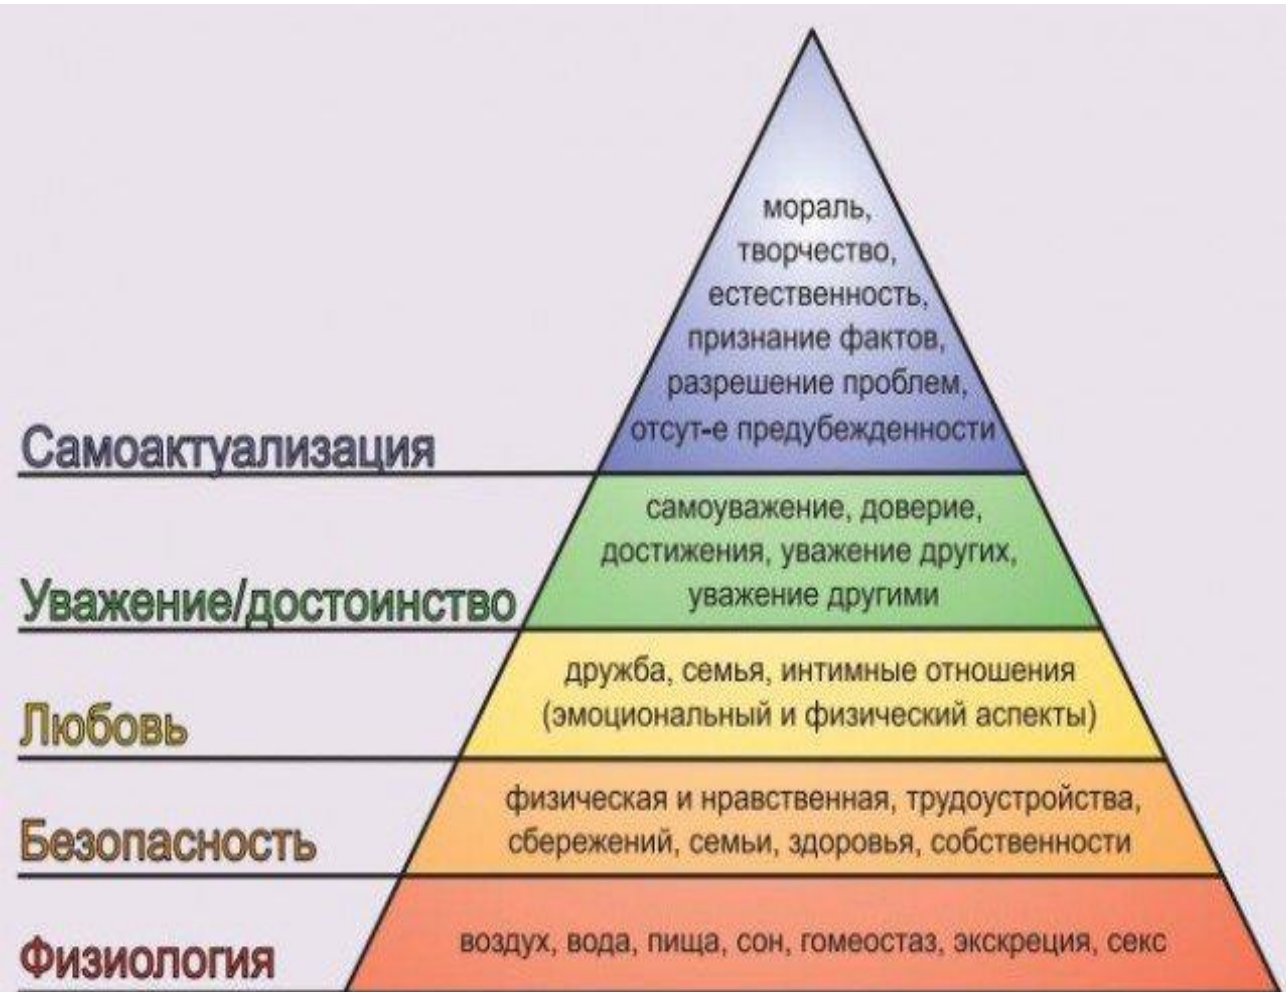 мораль,
творчество,
естественность,
признание фактов,
разрешение проблем,
отсут-е предубежденности
Самоактуализация
самоуважение, доверие,
достижения, уважение других,
уважение другими
Уважение/достоинство
дружба, семья, интимные отношения
(эмоциональный и физический аспекты)
Любовь
физическая и нравственная, трудоустройства,
сбережений, семьи, здоровья, собственности
Безопасность
воздух, вода, пища, сон, гомеостаз, экскреция, секс
Физиология